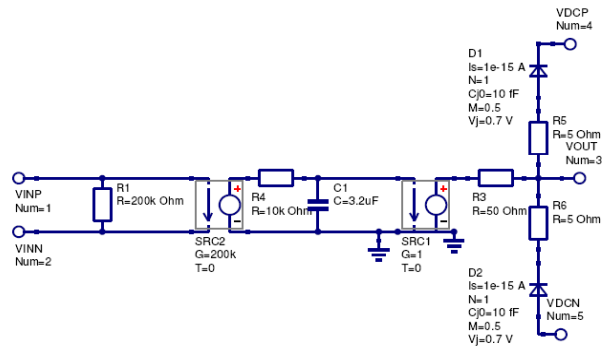 VDCP
Num=4
D1
Is=1e-15 A
N=1
Cj0=10 fF
M=0.5
Vj=0.7 V
R5
R=5 Ohm
VOUT
Num=3
VINP
Num=1
R1
R=200k Ohm
VINN
Num=2
+
-
SRC2
G=200k
T=0
R4
R=10k Ohm
C1
C=3.2uF
+
-
SRC1
G=1
T=0
R3
R=50 Ohm
R6
R=5 Ohm
D2
Is=1e-15 A
N=1
Cj0=10 fF
M=0.5
Vj=0.7 V
VDCN
Num=5